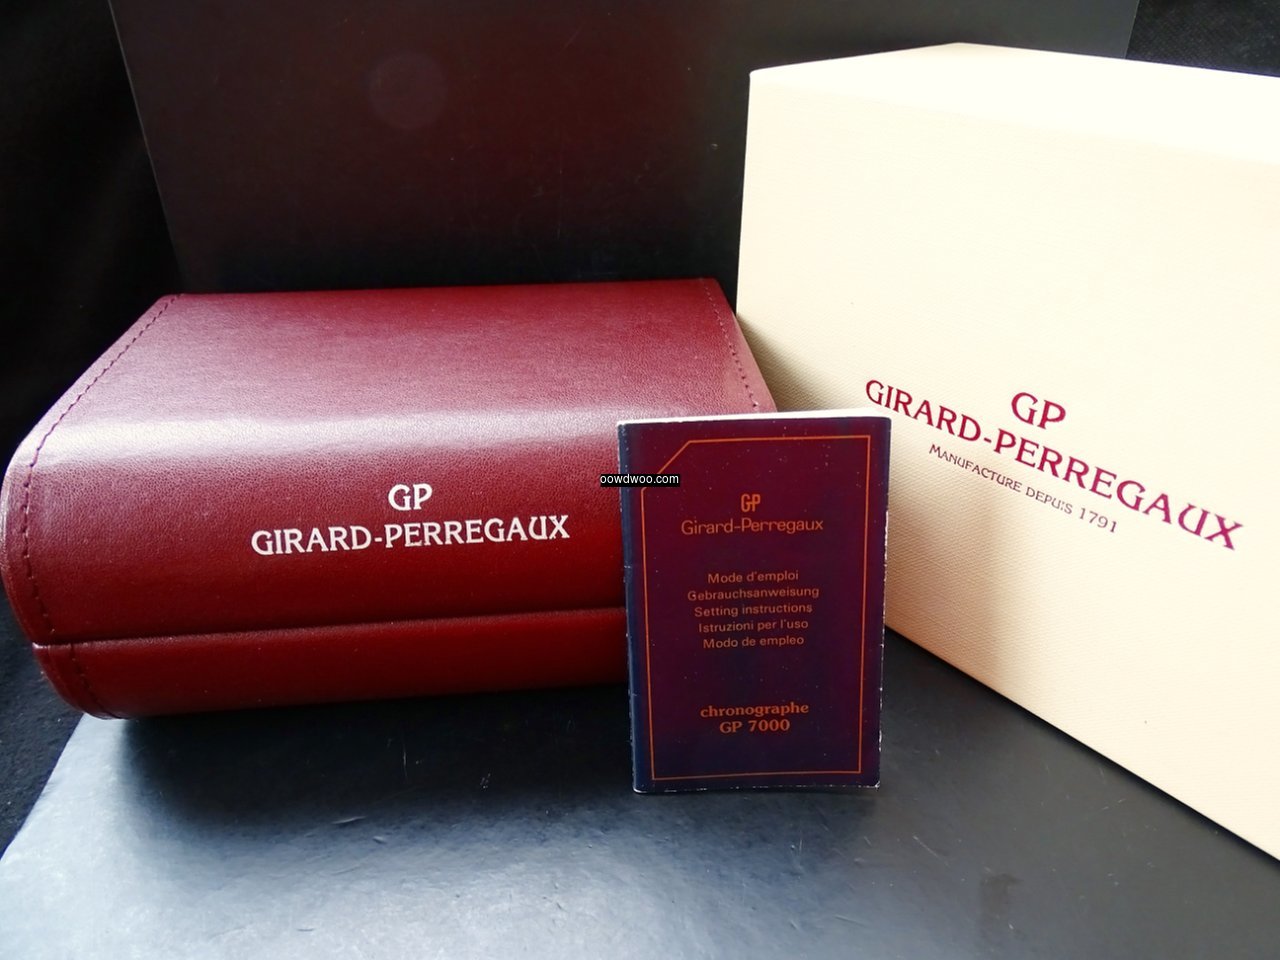 GP
GIRARD-PERREGAUX
oowdwoo.com
GP
Girard-Perregaux
Mode d'emploi
Gebrauchsanweisung
Setting instructions
Istruzioni per l'uso
Modo de empleo
chronographe
GP 7000
GP
GIRARD-PERREGAUX
MANUFACTURE DEPUIS 1791